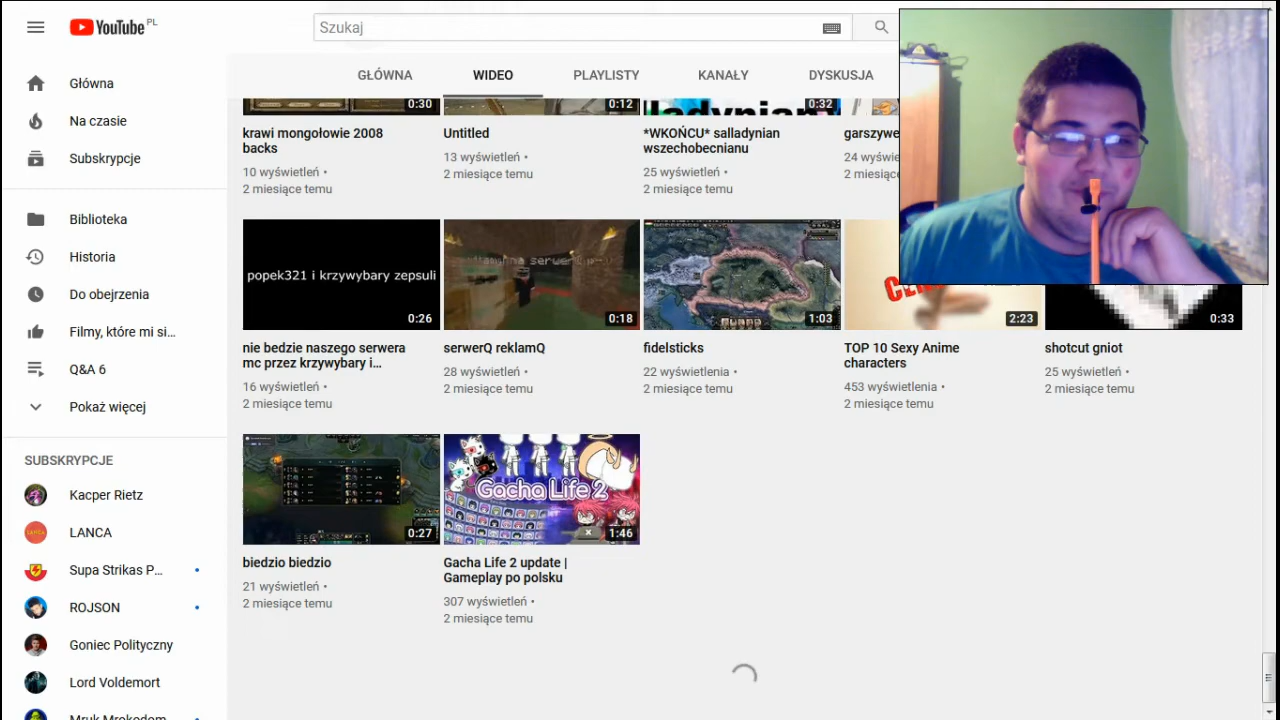 YouTube PL
Szukaj
Główna
Na czasie
Subskrypcje
Biblioteka
Historia
Do obejrzenia
Filmy, które mi si...
Q&A 6
Pokaż więcej
SUBSKRYPCJE
Kacper Rietz
LANCA
Supa Strikas P...
ROJSON
Goniec Polityczny
Lord Voldemort
Mruk Mrokodom
GŁÓWNA WIDEO PLAYLISTY KANAŁY DYSKUSJA
0:30
krawi mongołowie 2008
backs
10 wyświetleń •
2 miesiące temu
0:12
Untitled
13 wyświetleń •
2 miesiące temu
0:32
*WKOŃCU* salladynian
wszechobecnianu
25 wyświetleń •
2 miesiące temu
garszywe
24 wyświe
2 miesiące
popek321 i krzywybary zepsuli
0:26
nie bedzie naszego serwera
mc przez krzywybary i...
16 wyświetleń •
2 miesiące temu
0:18
serwerQ reklamQ
28 wyświetleń •
2 miesiące temu
1:03
fidelsticks
22 wyświetlenia •
2 miesiące temu
2:23
TOP 10 Sexy Anime
characters
453 wyświetlenia •
2 miesiące temu
0:33
shotcut gniot
25 wyświetleń •
2 miesiące temu
0:27
biedzio biedzio
21 wyświetleń •
2 miesiące temu
Gacha Life 2
1:46
Gacha Life 2 update |
Gameplay po polsku
307 wyświetleń •
2 miesiące temu